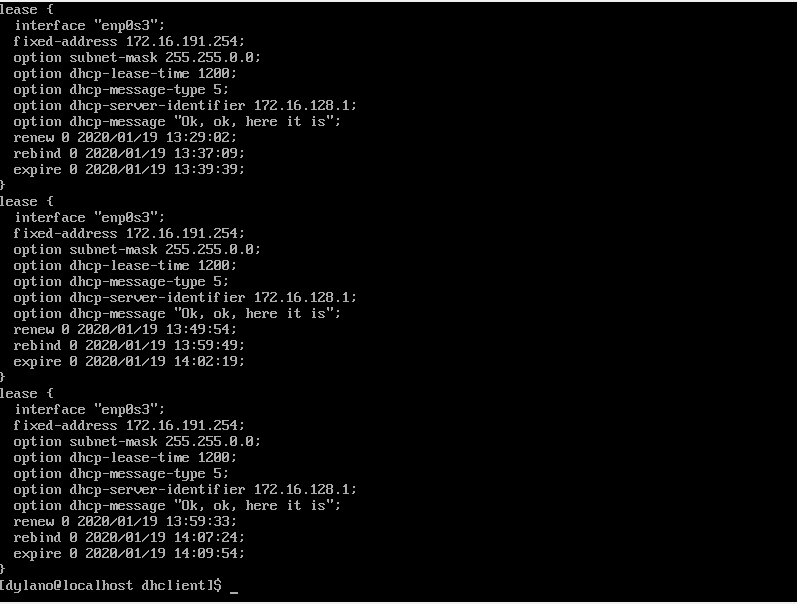 lease {
  interface "enp0s3";
  fixed-address 172.16.191.254;
  option subnet-mask 255.255.0.0;
  option dhcp-lease-time 1200;
  option dhcp-message-type 5;
  option dhcp-server-identifier 172.16.128.1;
  option dhcp-message "Ok, ok, here it is";
  renew 0 2020/01/19 13:29:02;
  rebind 0 2020/01/19 13:37:09;
  expire 0 2020/01/19 13:39:39;
}
lease {
  interface "enp0s3";
  fixed-address 172.16.191.254;
  option subnet-mask 255.255.0.0;
  option dhcp-lease-time 1200;
  option dhcp-message-type 5;
  option dhcp-server-identifier 172.16.128.1;
  option dhcp-message "Ok, ok, here it is";
  renew 0 2020/01/19 13:49:54;
  rebind 0 2020/01/19 13:59:49;
  expire 0 2020/01/19 14:02:19;
}
lease {
  interface "enp0s3";
  fixed-address 172.16.191.254;
  option subnet-mask 255.255.0.0;
  option dhcp-lease-time 1200;
  option dhcp-message-type 5;
  option dhcp-server-identifier 172.16.128.1;
  option dhcp-message "Ok, ok, here it is";
  renew 0 2020/01/19 13:59:33;
  rebind 0 2020/01/19 14:07:24;
  expire 0 2020/01/19 14:09:54;
}
[dylano@localhost dhclient]$ _